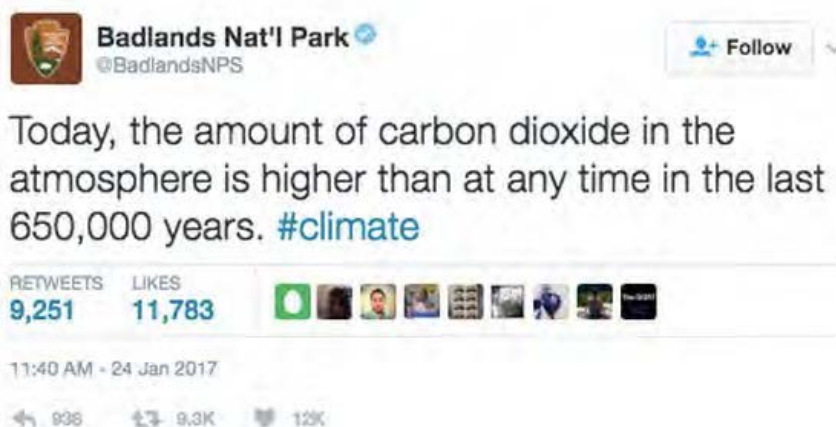 Badlands Nat'l Park
@BadlandsNPS
Follow
Today, the amount of carbon dioxide in the
atmosphere is higher than at any time in the last
650,000 years. #climate
RETWEETS LIKES
9,251 11,783
11:40 AM - 24 Jan 2017
938 9.3K 12K